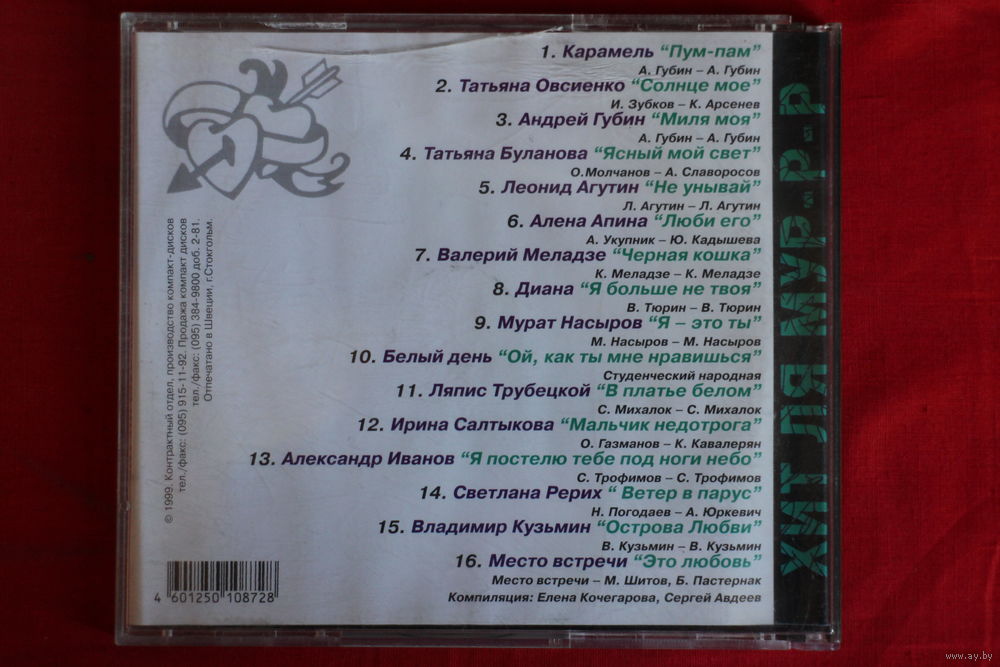 1. Карамель “Пум-пам”
А. Губин – А. Губин
2. Татьяна Овсиенко “Солнце мое”
И. Зубков – К. Арсенев
3. Андрей Губин “Миля моя”
А. Губин – А. Губин
4. Татьяна Буланова “Ясный мой свет”
О.Молчанов – А. Славоросов
5. Леонид Агутин “Не унывай”
Л. Агутин – Л. Агутин
6. Алена Апина “Люби его”
А. Укупник – Ю. Кадышева
7. Валерий Меладзе “Черная кошка”
К. Меладзе – К. Меладзе
8. Диана “Я больше не твоя”
В. Тюрин – В. Тюрин
9. Мурат Насыров “Я – это ты”
М. Насыров – М. Насыров
10. Белый день “Ой, как ты мне нравишься”
Студенческий народная
11. Ляпис Трубецкой “В платье белом”
С. Михалок – С. Михалок
12. Ирина Салтыкова “Мальчик недотрога”
О. Газманов – К. Кавалерян
13. Александр Иванов “Я постелю тебе под ноги небо”
С. Трофимов – С. Трофимов
14. Светлана Рерих “ Ветер в парус”
Н. Погодаев – А. Юркевич
15. Владимир Кузьмин “Острова Любви”
В. Кузьмин – В. Кузьмин
16. Место встречи “Это любовь”
Место встречи – М. Шитов, Б. Пастернак
Компиляция: Елена Кочегарова, Сергей Авдеев
© 1999. Контрактный отдел, производство компакт-дисков
тел./факс: (095) 915-11-92. Продажа компакт дисков
тел./факс: (095) 384-9800 доб. 2-81.
Отпечатано в Швеции, г.Стокгольм.
4 601250 108728
ХИТ ЛЯМУР-Р-Р
www.ay.by